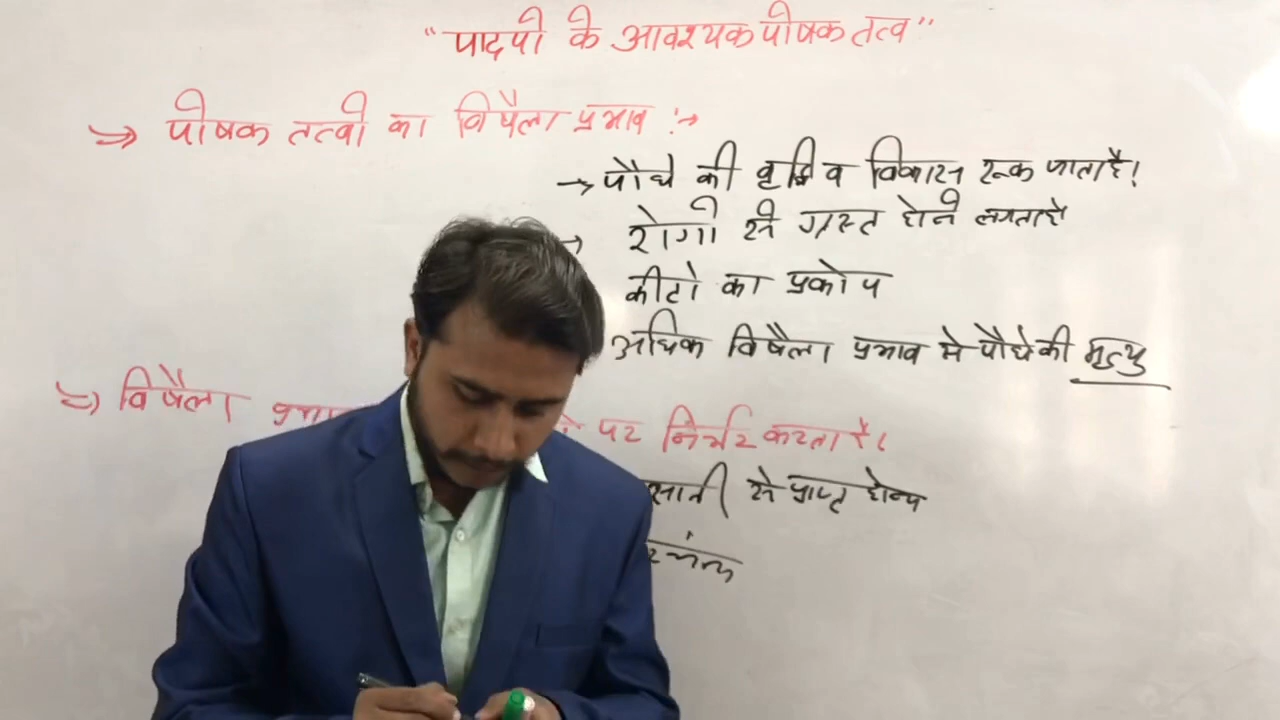 "पादपो के आवश्यक पोषक तत्व"
=> पोषक तत्वो का विषैला प्रभाव :→
→ पौधे की वृद्धि व विकास रूक जाता है।
→ रोगो से ग्रस्त होने लगता है
कीटो का प्रकोप
अधिक विषैला प्रभाव से पौधे की मृत्यु
=> विषैला पर निर्भर करता है।
से प्राप्ट होन्य